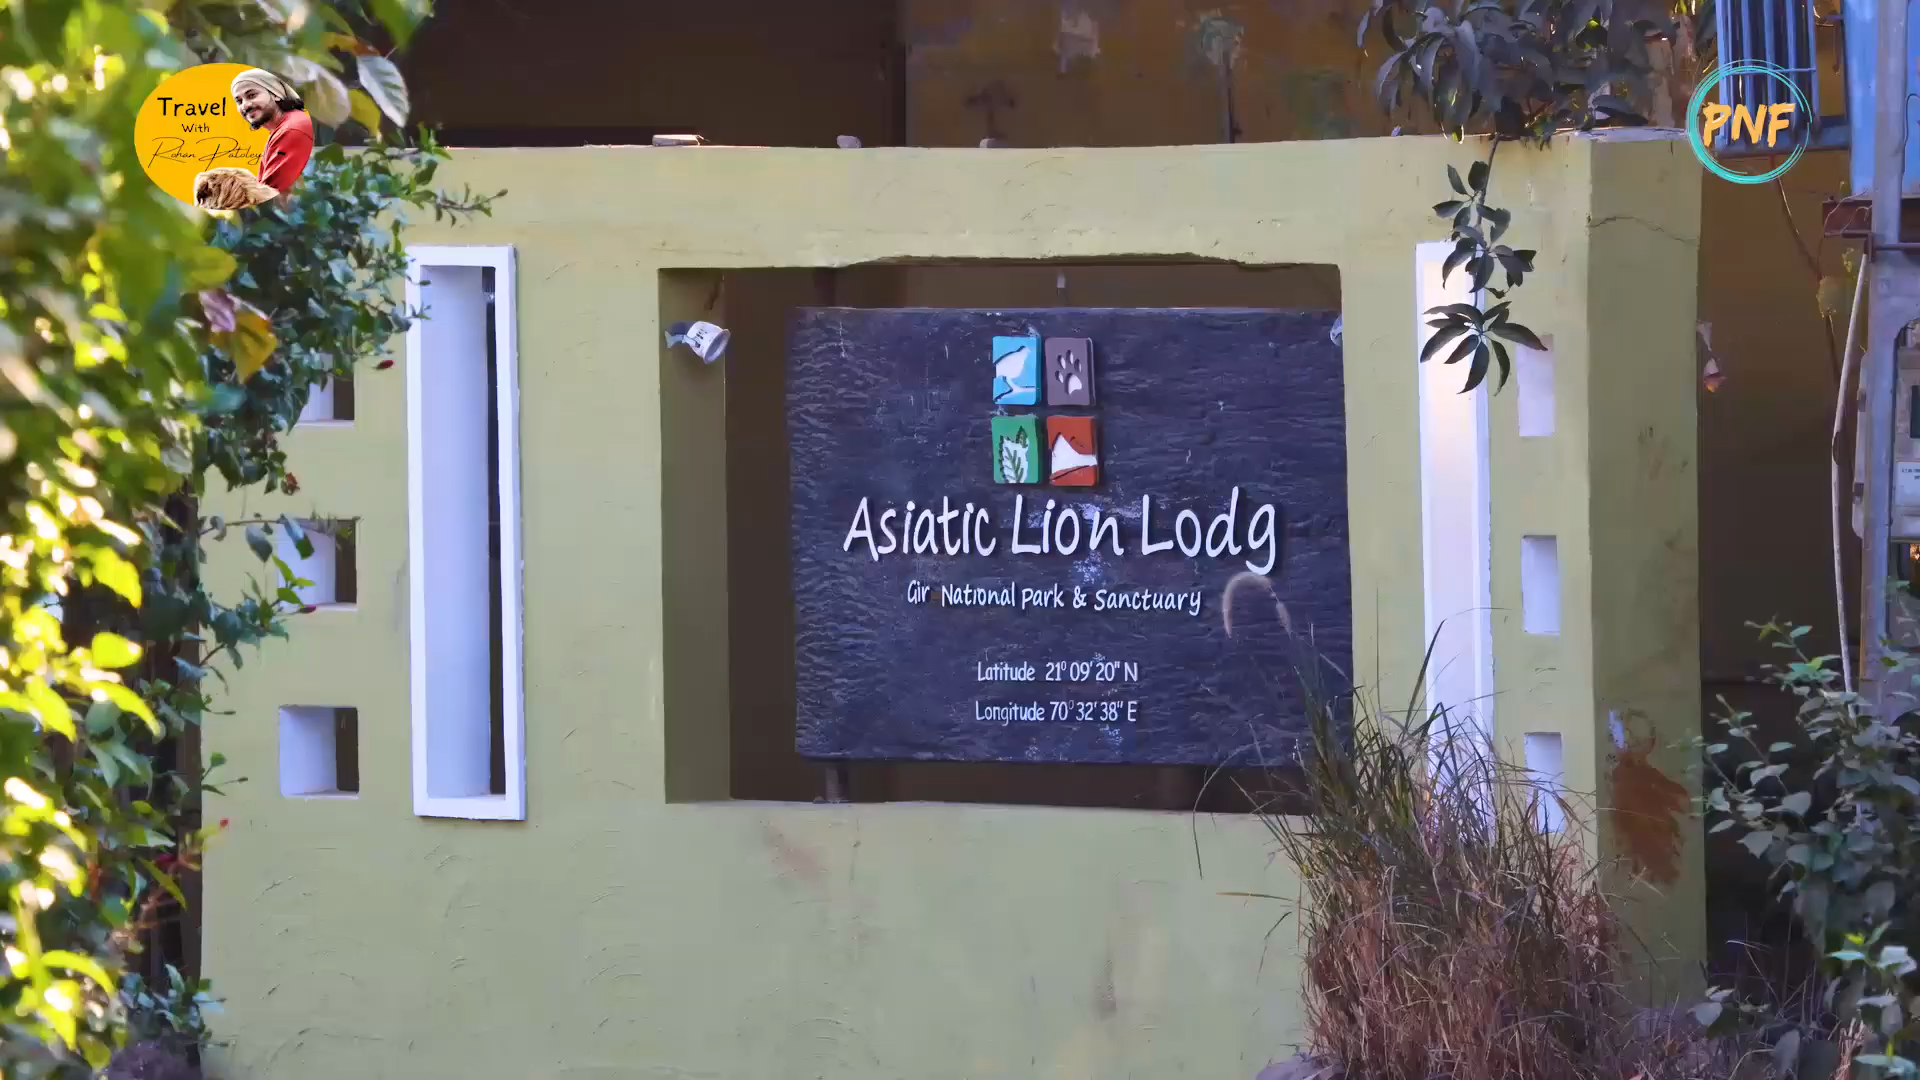 Travel
With
Rohan Patoley
PNF
Asiatic Lion Lodg
Gir National Park & Sanctuary
Latitude 21° 09' 20" N
Longitude 70° 32' 38" E